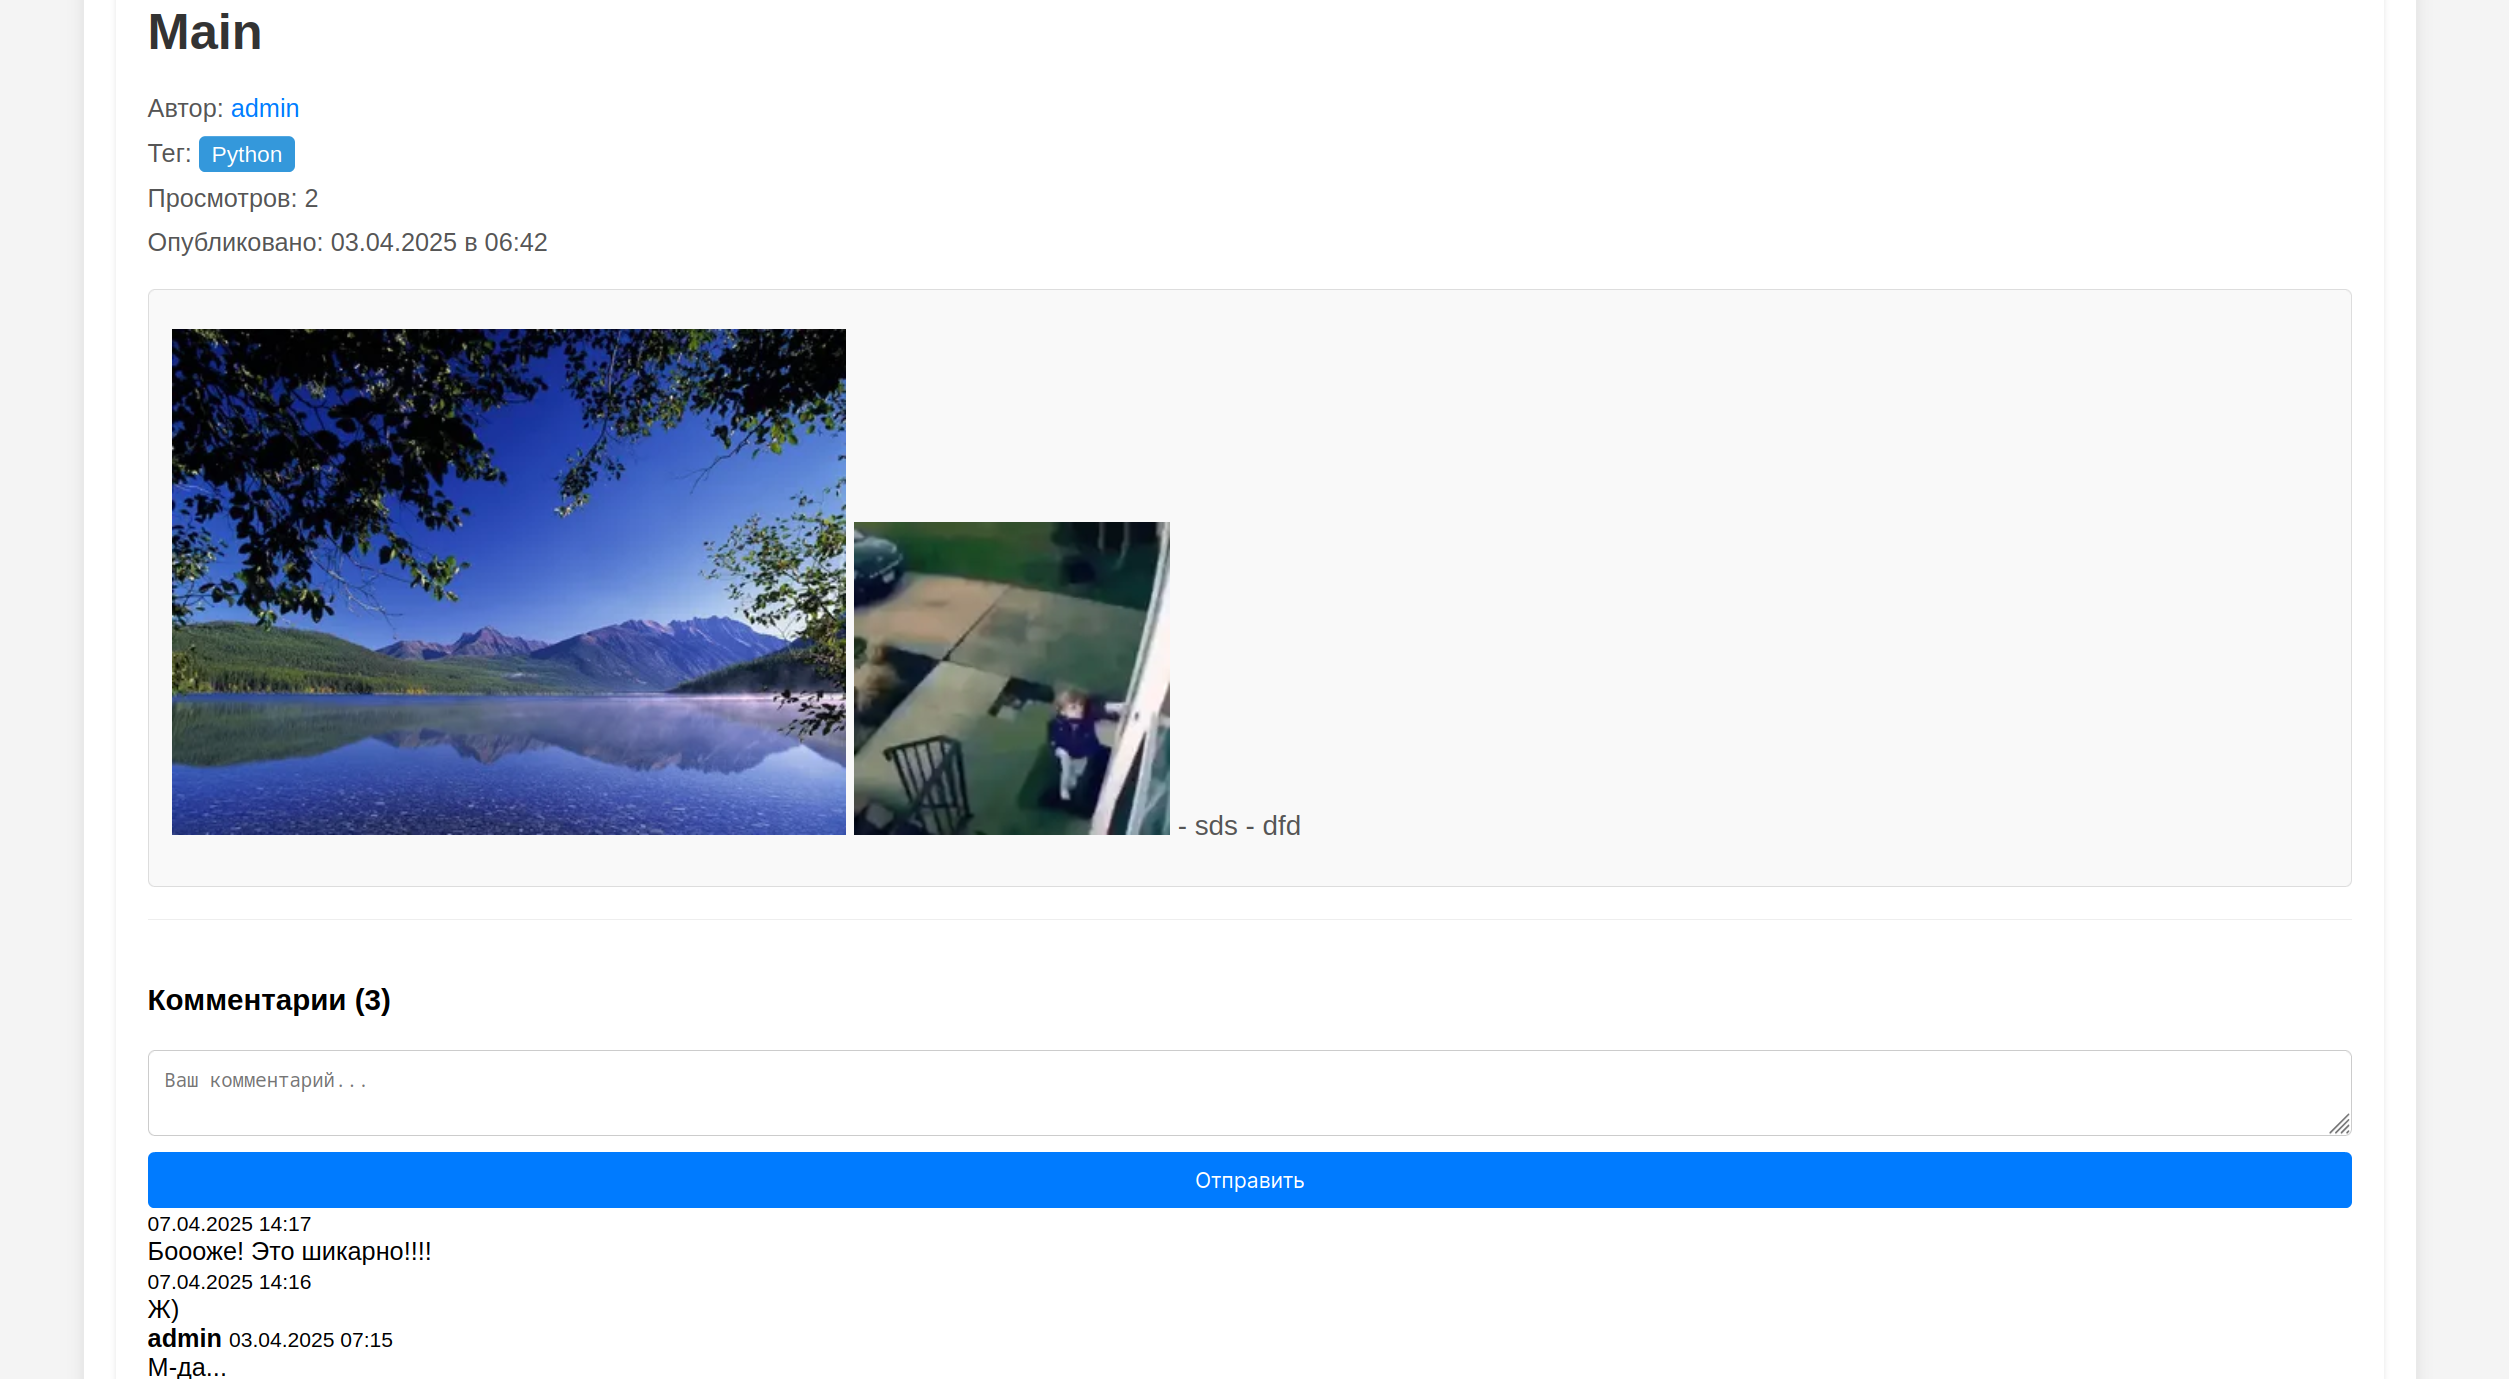 Main
Автор: admin
Тег: Python
Просмотров: 2
Опубликовано: 03.04.2025 в 06:42
- sds - dfd
Комментарии (3)
Ваш комментарий...
Отправить
07.04.2025 14:17
Боооже! Это шикарно!!!!
07.04.2025 14:16
Ж)
admin 03.04.2025 07:15
М-да...